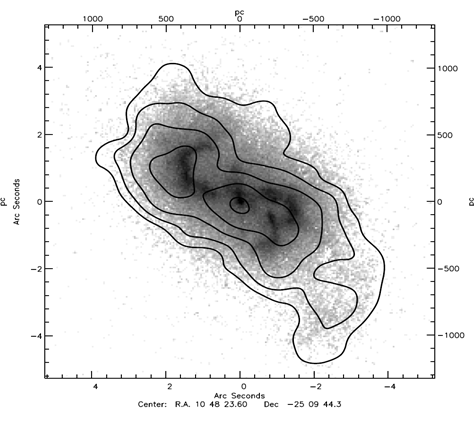 pc
1000 500 0 -500 -1000
4
2
0
-2
-4
Arc Seconds
pc
1000
500
0
-500
-1000
pc
4 2 0 -2 -4
Arc Seconds
Center: R.A. 10 48 23.60 Dec -25 09 44.3